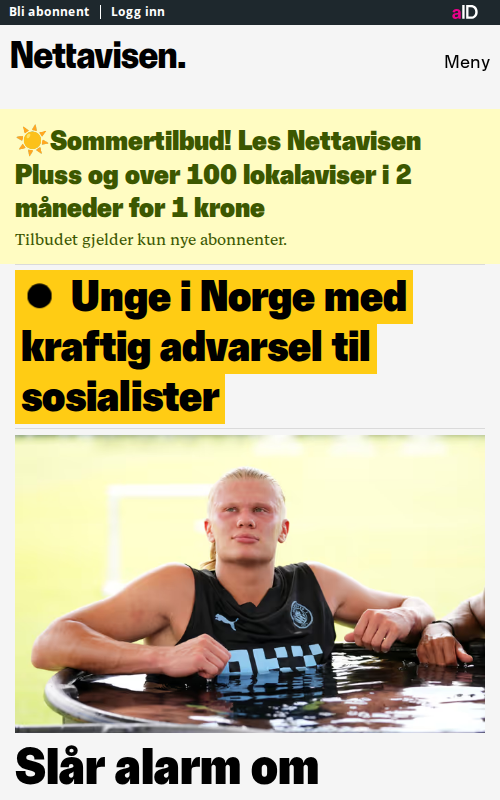 Bli abonnent | Logg inn
aID
Nettavisen.
Meny
☀️Sommertilbud! Les Nettavisen
Pluss og over 100 lokalaviser i 2
måneder for 1 krone
Tilbudet gjelder kun nye abonnenter.
● Unge i Norge med
kraftig advarsel til
sosialister
Slår alarm om